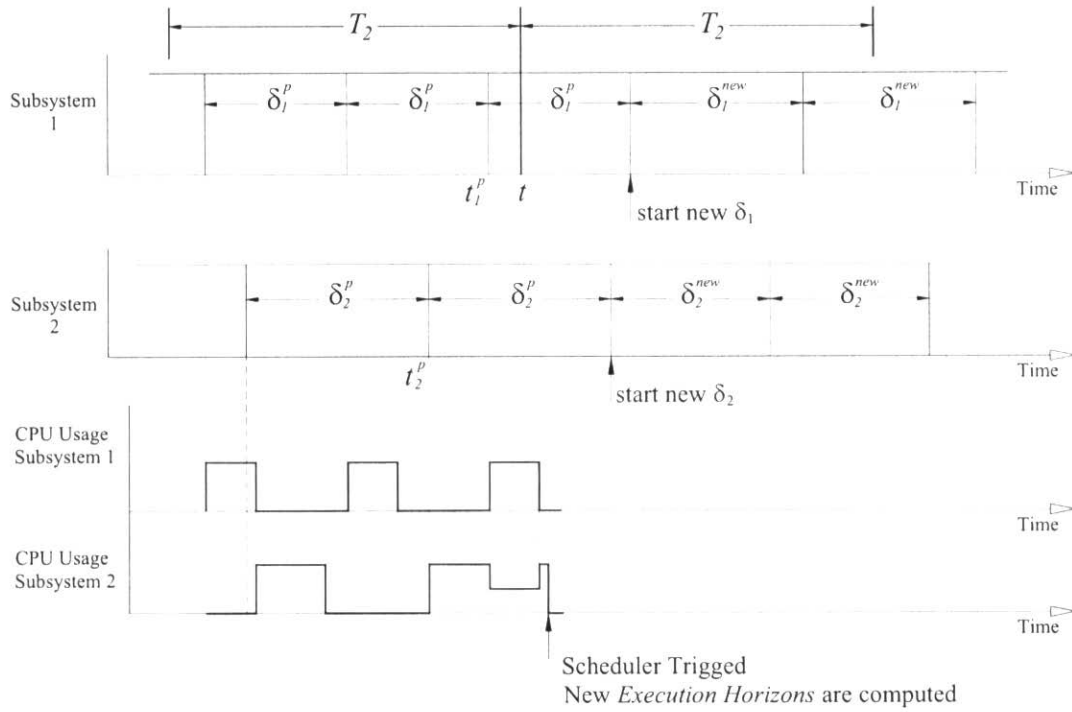 T₂ T₂
Subsystem
1
δ₁ᵖ δ₁ᵖ δ₁ᵖ δ₁ⁿᵉʷ δ₁ⁿᵉʷ
t₁ᵖ t
Time
start new δ₁
Subsystem
2
δ₂ᵖ δ₂ᵖ δ₂ⁿᵉʷ δ₂ⁿᵉʷ
t₂ᵖ
Time
start new δ₂
CPU Usage
Subsystem 1
Time
CPU Usage
Subsystem 2
Time
Scheduler Trigged
New Execution Horizons are computed